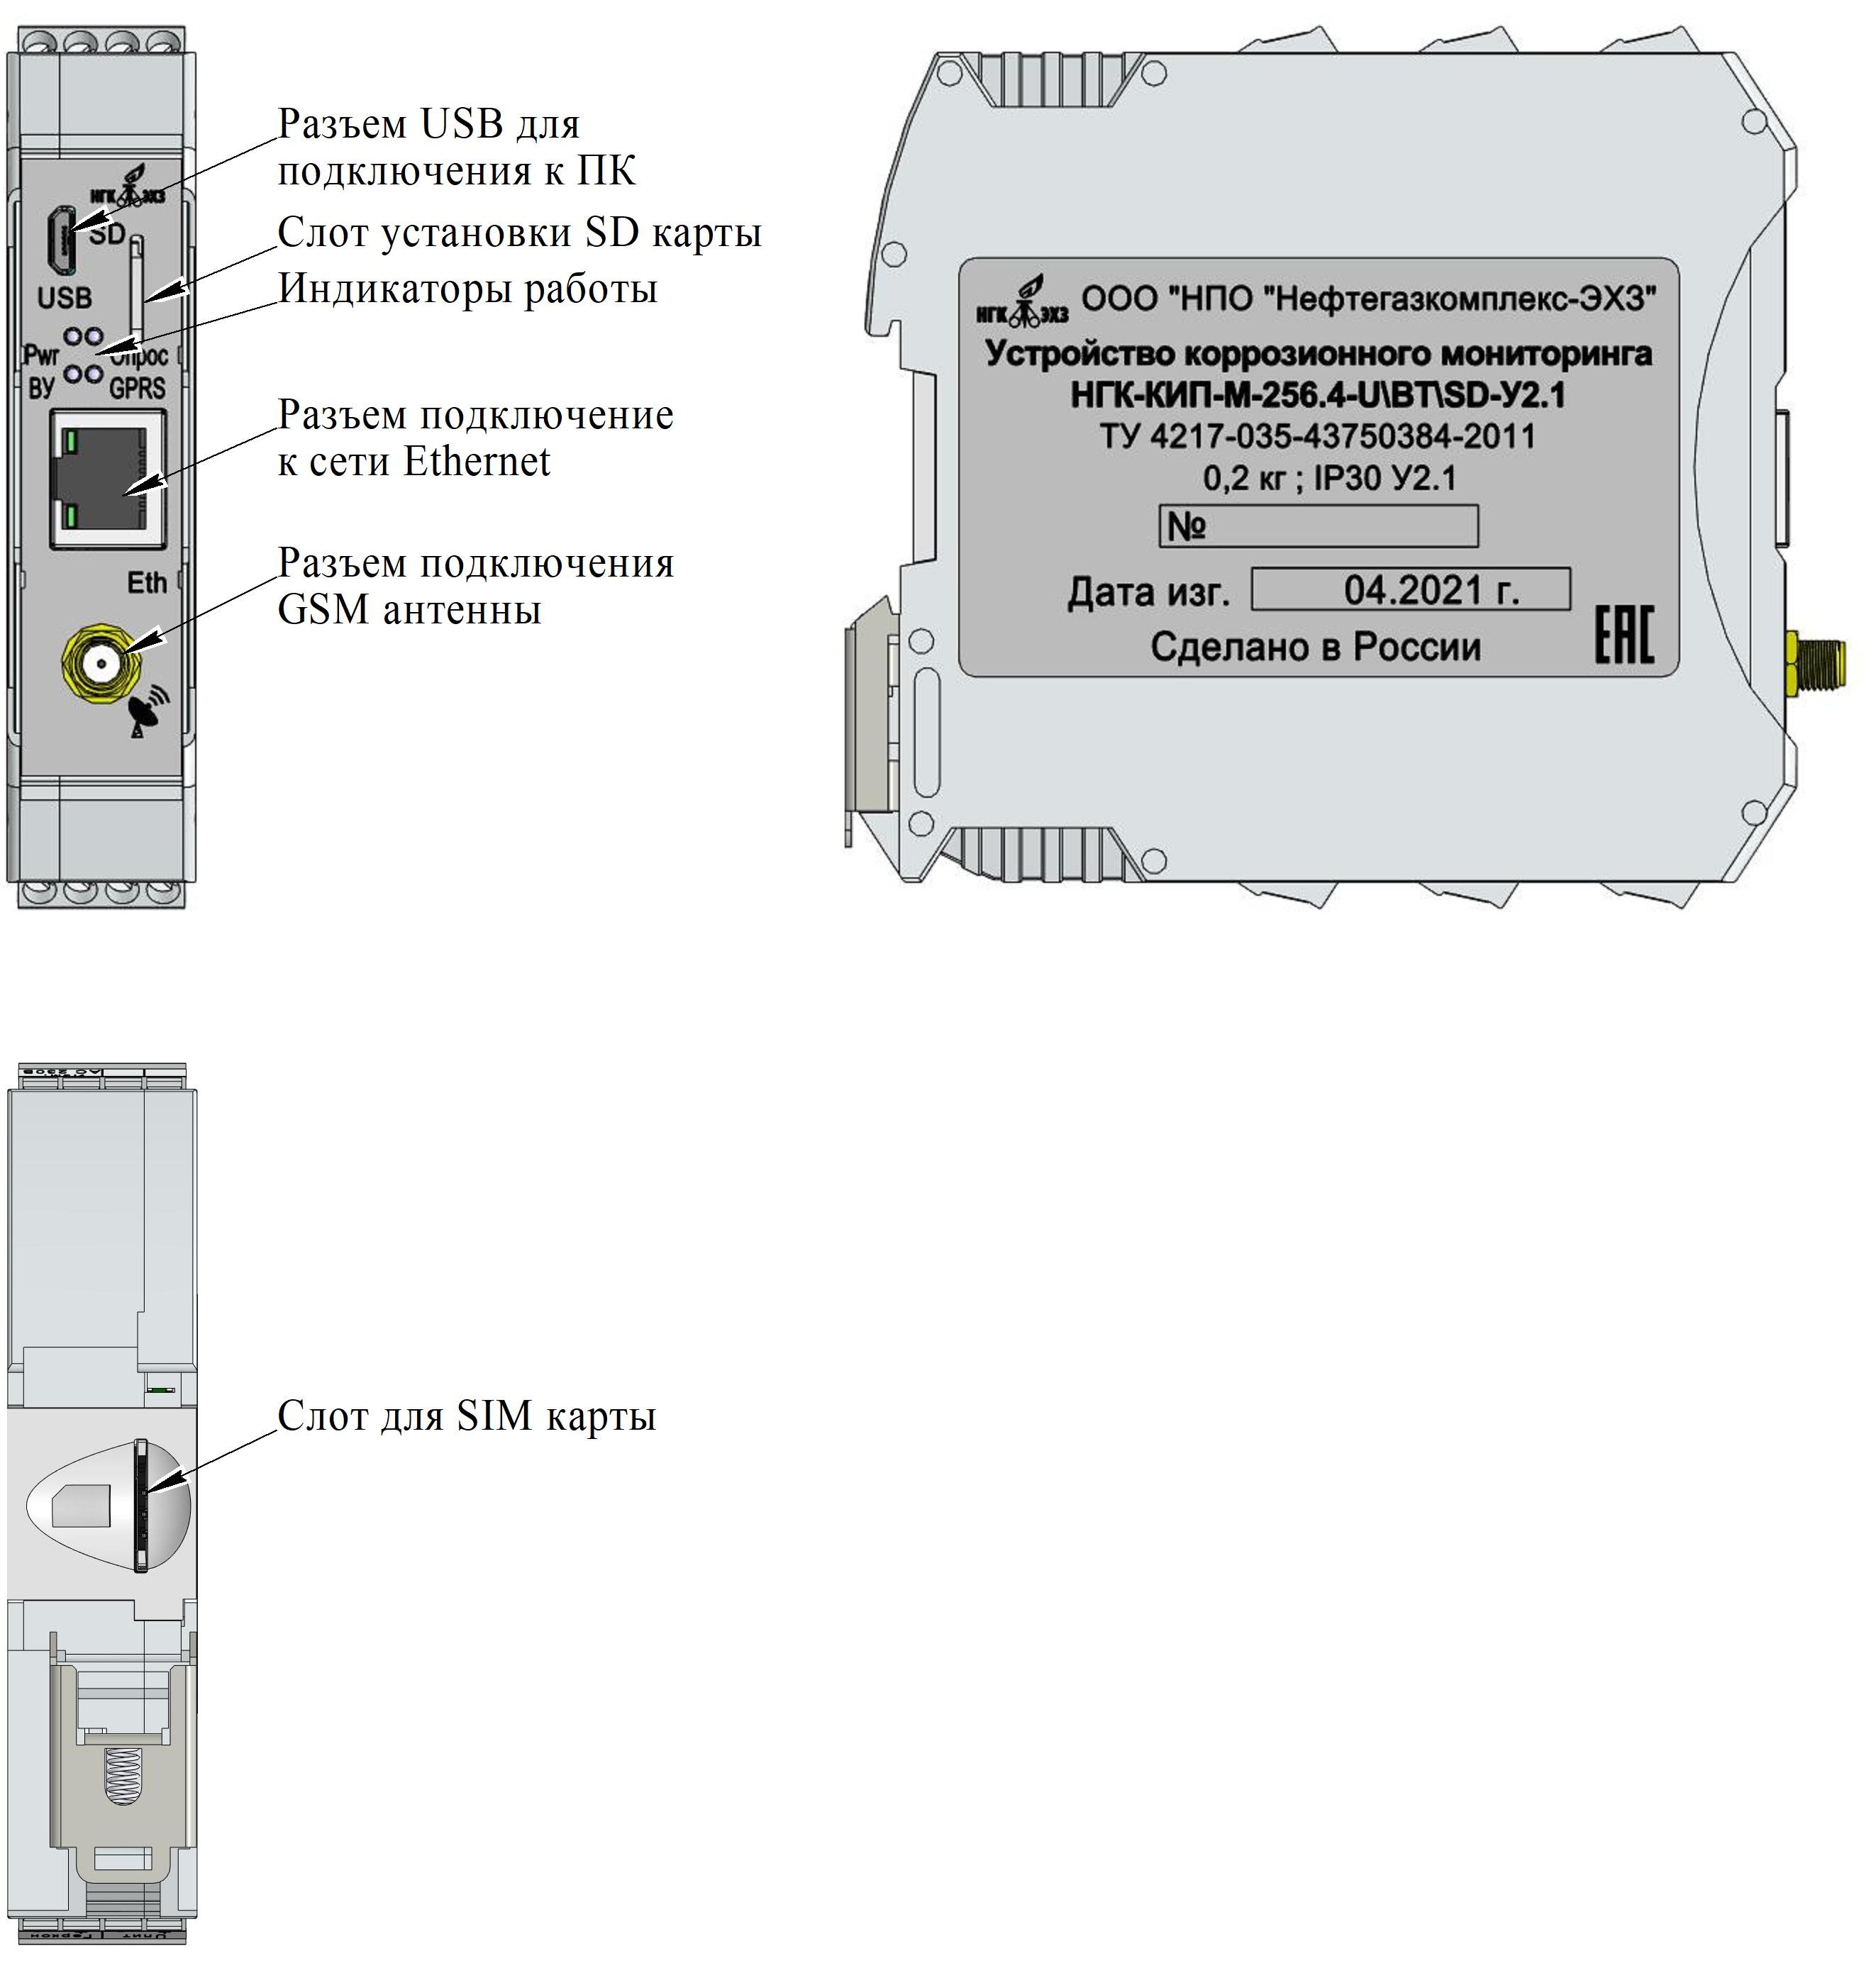 Разъем USB для
подключения к ПК
Слот установки SD карты
Индикаторы работы
Разъем подключение
к сети Ethernet
Разъем подключения
GSM антенны
НГК ЭХЗ
SD
USB
Pwr Опрос
ВУ GPRS
Eth
НГК ЭХЗ ООО "НПО "Нефтегазкомплекс-ЭХЗ"
Устройство коррозионного мониторинга
НГК-КИП-М-256.4-U\BT\SD-У2.1
ТУ 4217-035-43750384-2011
0,2 кг ; IP30 У2.1
№
Дата изг. 04.2021 г.
Сделано в России
EAC
Слот для SIM карты